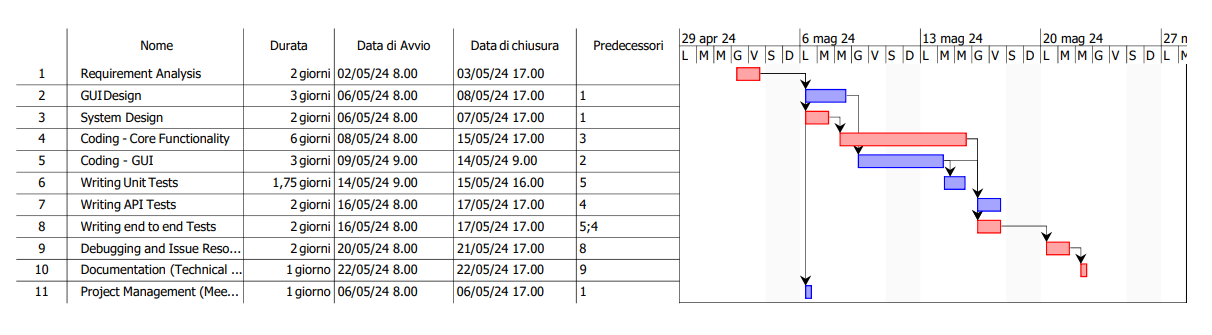 29 apr 24 6 mag 24 13 mag 24 20 mag 24 27 m
Nome Durata Data di Avvio Data di chiusura Predecessori L M M G V S D L M M G V S D L M M G V S D L M M G V S D L M
1 Requirement Analysis 2 giorni 02/05/24 8.00 03/05/24 17.00
2 GUI Design 3 giorni 06/05/24 8.00 08/05/24 17.00 1
3 System Design 2 giorni 06/05/24 8.00 07/05/24 17.00 1
4 Coding - Core Functionality 6 giorni 08/05/24 8.00 15/05/24 17.00 3
5 Coding - GUI 3 giorni 09/05/24 9.00 14/05/24 9.00 2
6 Writing Unit Tests 1,75 giorni 14/05/24 9.00 15/05/24 16.00 5
7 Writing API Tests 2 giorni 16/05/24 8.00 17/05/24 17.00 4
8 Writing end to end Tests 2 giorni 16/05/24 8.00 17/05/24 17.00 5;4
9 Debugging and Issue Reso... 2 giorni 20/05/24 8.00 21/05/24 17.00 8
10 Documentation (Technical ... 1 giorno 22/05/24 8.00 22/05/24 17.00 9
11 Project Management (Mee... 1 giorno 06/05/24 8.00 06/05/24 17.00 1